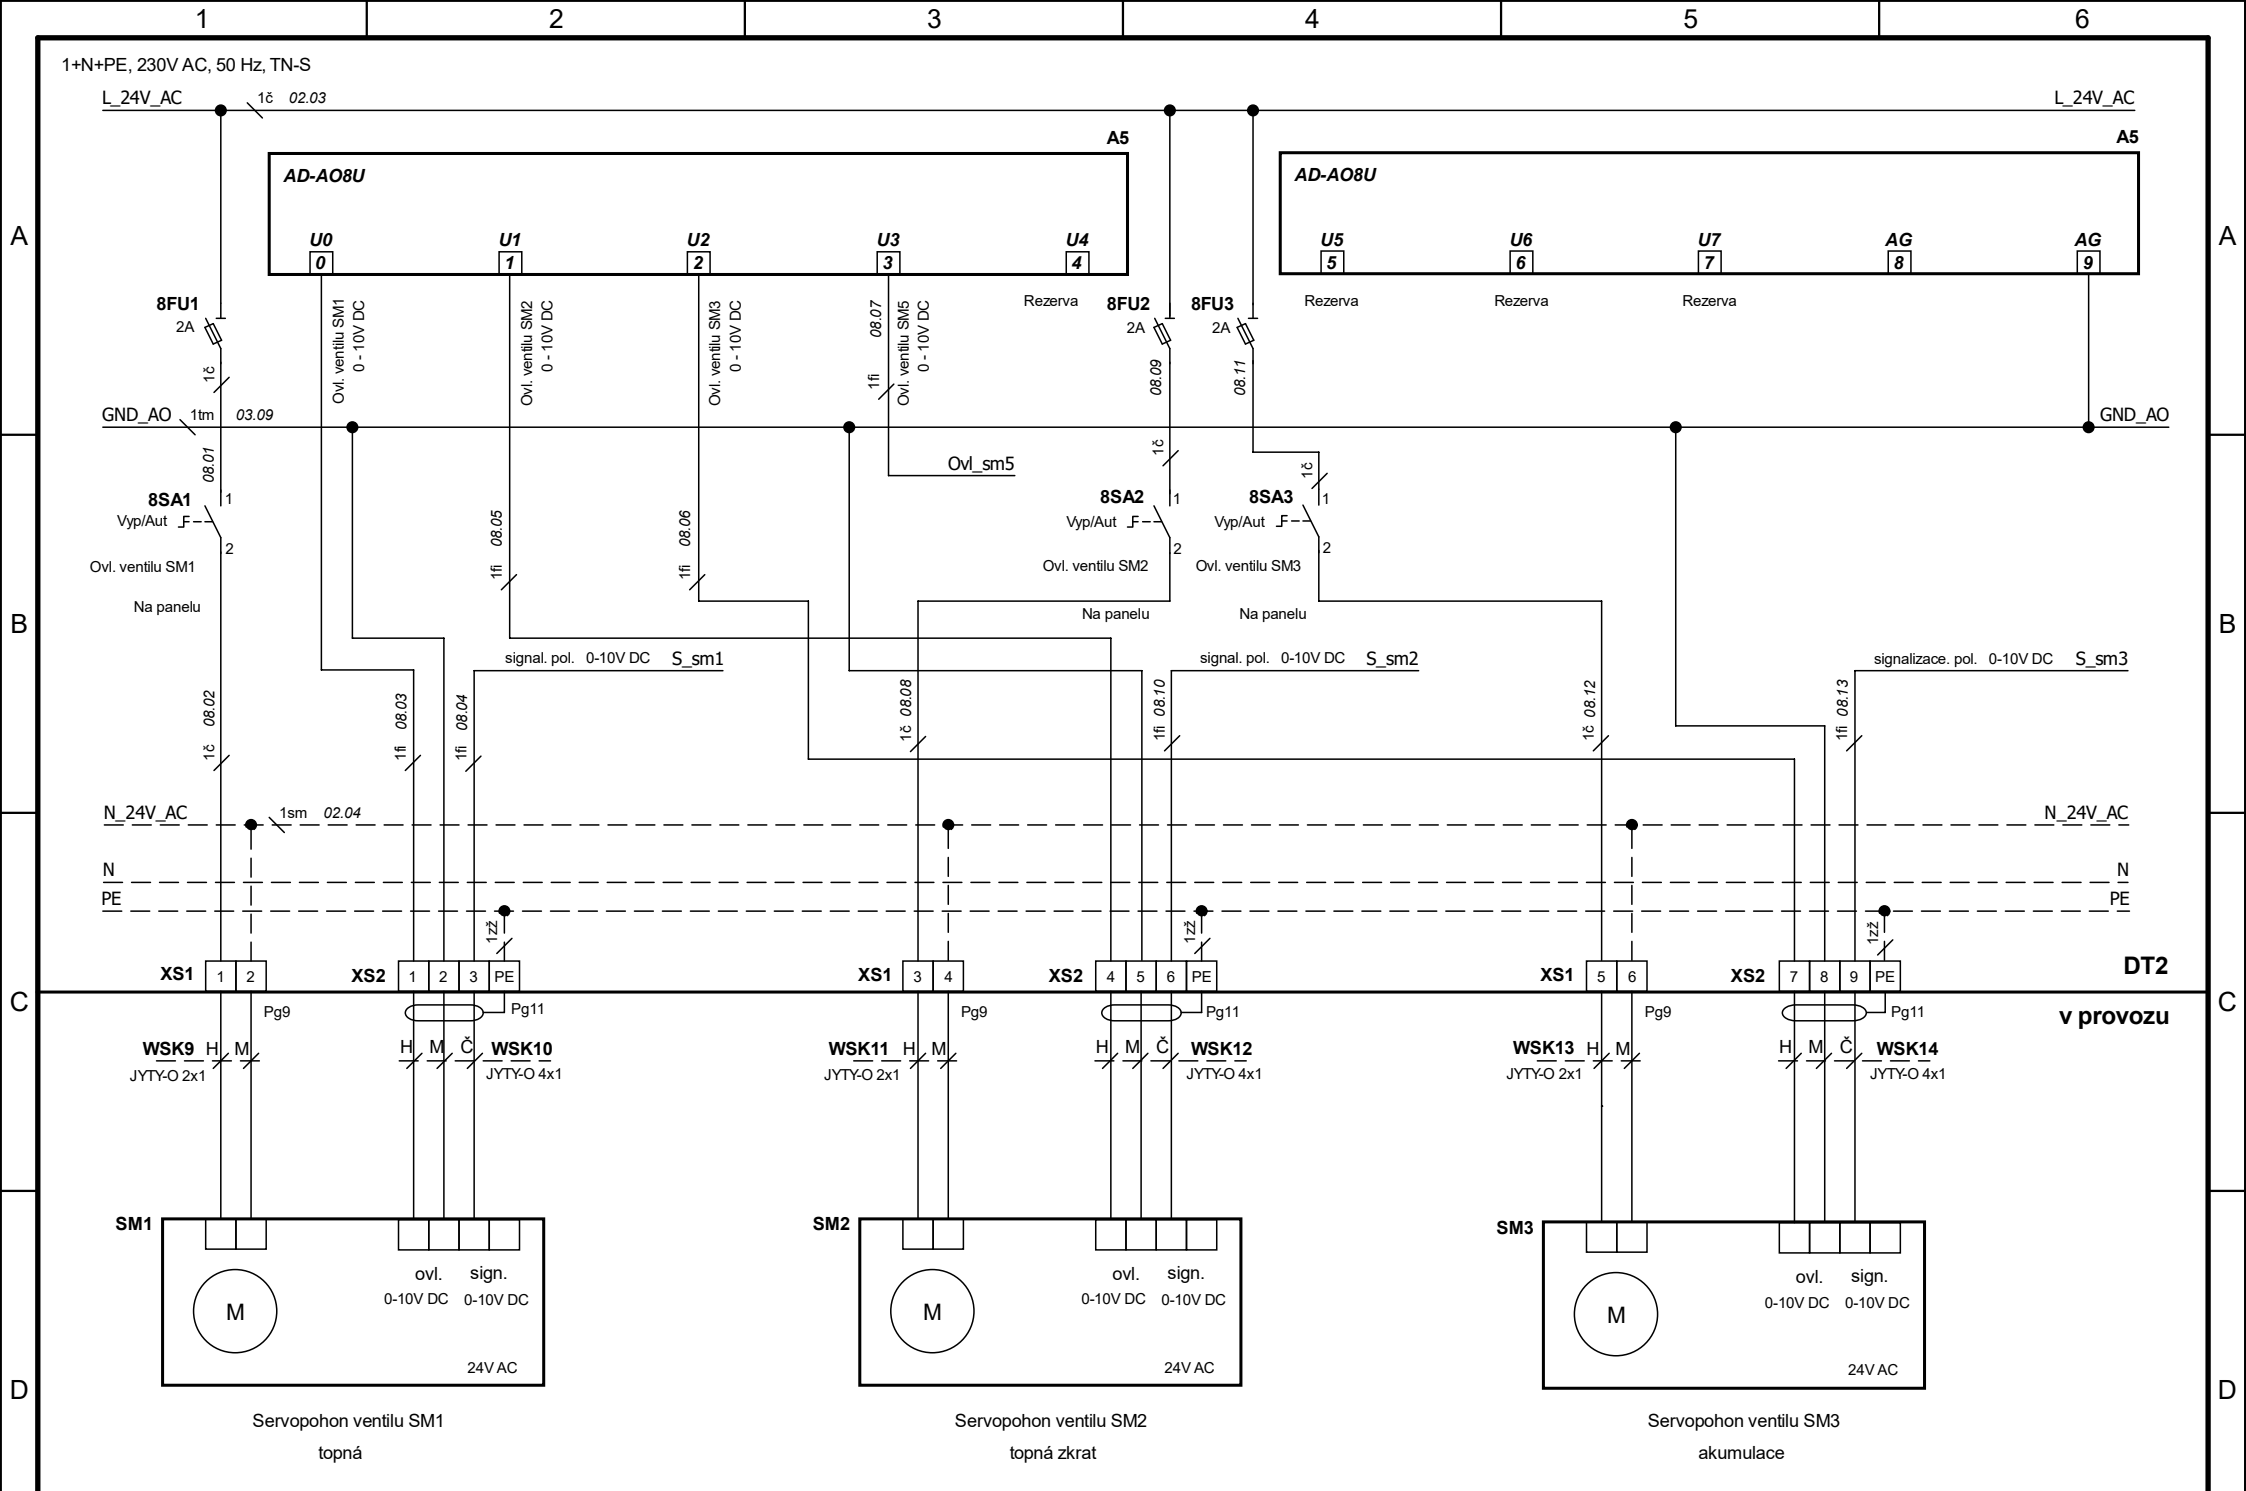 1 2 3 4 5 6
1+N+PE, 230V AC, 50 Hz, TN-S
L_24V_AC 1č 02.03 L_24V_AC
A5 A5
AD-AO8U AD-AO8U
A A
U0 U1 U2 U3 U4 U5 U6 U7 AG AG
0 1 2 3 4 5 6 7 8 9
Rezerva Rezerva Rezerva Rezerva
8FU1 8FU2 8FU3
2A 2A 2A
Ovl. ventilu SM1
0 - 10V DC
Ovl. ventilu SM2
0 - 10V DC
Ovl. ventilu SM3
0 - 10V DC
08.07
1fi
Ovl. ventilu SM5
0 - 10V DC
1č 08.09 08.11
GND_AO 1tm 03.09 GND_AO
08.01 1č 1č
Ovl_sm5
8SA1 1 8SA2 1 8SA3 1
Vyp/Aut Vyp/Aut Vyp/Aut
2 2 2
Ovl. ventilu SM1 Ovl. ventilu SM2 Ovl. ventilu SM3
1fi 08.05 1fi 08.06
Na panelu Na panelu Na panelu
B B
signal. pol. 0-10V DC S_sm1 signal. pol. 0-10V DC S_sm2 signalizace. pol. 0-10V DC S_sm3
1č 08.02 1fi 08.03 1fi 08.04 1č 08.08 1fi 08.10 1č 08.12 1fi 08.13
N_24V_AC 1sm 02.04 N_24V_AC
N N
PE PE
1zž 1zž 1zž
XS1 1 2 XS2 1 2 3 PE XS1 3 4 XS2 4 5 6 PE XS1 5 6 XS2 7 8 9 PE DT2
C C
Pg9 Pg11 Pg9 Pg11 Pg9 Pg11 v provozu
WSK9 H M H M Č WSK10 WSK11 H M H M Č WSK12 WSK13 H M H M Č WSK14
JYTY-O 2x1 JYTY-O 4x1 JYTY-O 2x1 JYTY-O 4x1 JYTY-O 2x1 JYTY-O 4x1
SM1 SM2 SM3
ovl. sign. ovl. sign. ovl. sign.
0-10V DC 0-10V DC 0-10V DC 0-10V DC 0-10V DC 0-10V DC
M M M
24V AC 24V AC 24V AC
D D
Servopohon ventilu SM1 Servopohon ventilu SM2 Servopohon ventilu SM3
topná topná zkrat akumulace